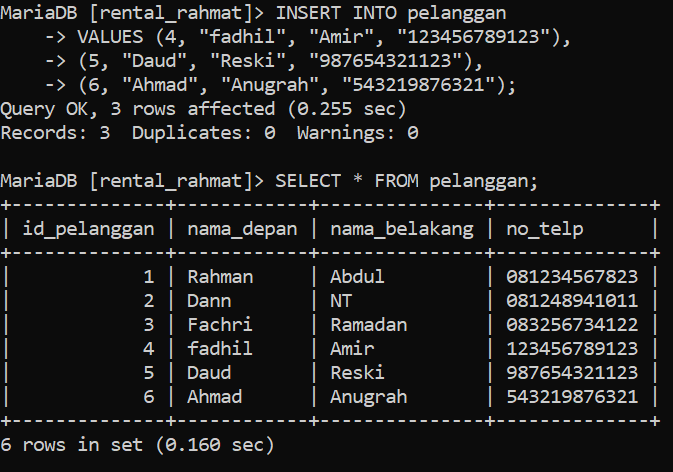 MariaDB [rental_rahmat]> INSERT INTO pelanggan
    -> VALUES (4, "fadhil", "Amir", "123456789123"),
    -> (5, "Daud", "Reski", "987654321123"),
    -> (6, "Ahmad", "Anugrah", "543219876321");
Query OK, 3 rows affected (0.255 sec)
Records: 3  Duplicates: 0  Warnings: 0

MariaDB [rental_rahmat]> SELECT * FROM pelanggan;
+--------------+------------+---------------+--------------+
| id_pelanggan | nama_depan | nama_belakang | no_telp      |
+--------------+------------+---------------+--------------+
|            1 | Rahman     | Abdul         | 081234567823 |
|            2 | Dann       | NT            | 081248941011 |
|            3 | Fachri     | Ramadan       | 083256734122 |
|            4 | fadhil     | Amir          | 123456789123 |
|            5 | Daud       | Reski         | 987654321123 |
|            6 | Ahmad      | Anugrah       | 543219876321 |
+--------------+------------+---------------+--------------+
6 rows in set (0.160 sec)